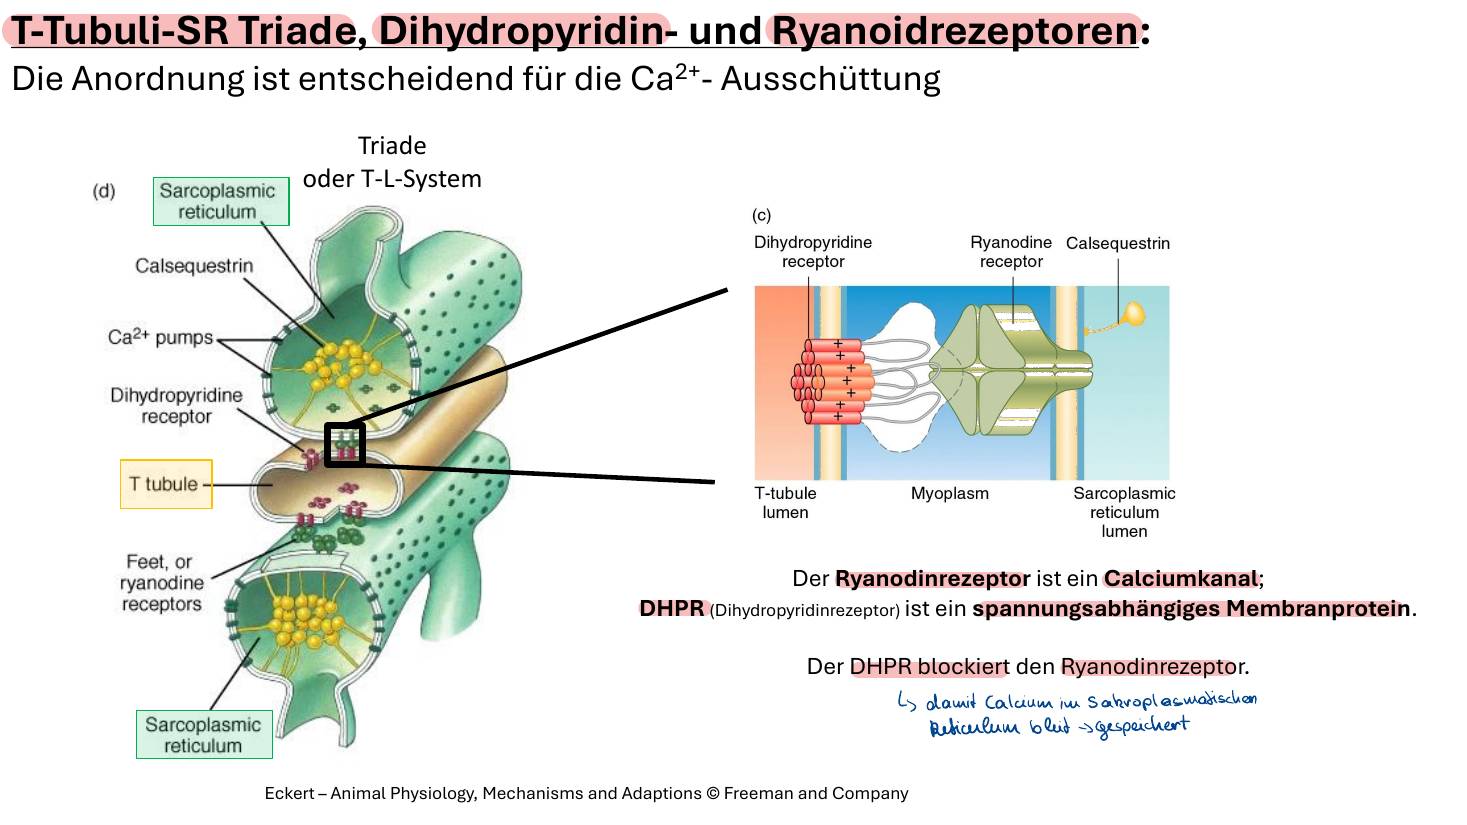 T-Tubuli-SR Triade, Dihydropyridin- und Ryanoidrezeptoren:
Die Anordnung ist entscheidend für die Ca2+- Ausschüttung
Triade
oder T-L-System
(d)
Sarcoplasmic
reticulum
Calsequestrin
Ca2+ pumps
Dihydropyridine
receptor
T tubule
Feet, or
ryanodine
receptors
Sarcoplasmic
reticulum
(c)
Dihydropyridine
receptor
Ryanodine
receptor
Calsequestrin
+
+
+
+
+
+
+
T-tubule
lumen
Myoplasm
Sarcoplasmic
reticulum
lumen
Der Ryanodinrezeptor ist ein Calciumkanal;
DHPR (Dihydropyridinrezeptor) ist ein spannungsabhängiges Membranprotein.
Der DHPR blockiert den Ryanodinrezeptor.
↳ damit Calcium im Sakroplasmatischen
Reticulum bleit → gespeichert
Eckert – Animal Physiology, Mechanisms and Adaptions © Freeman and Company